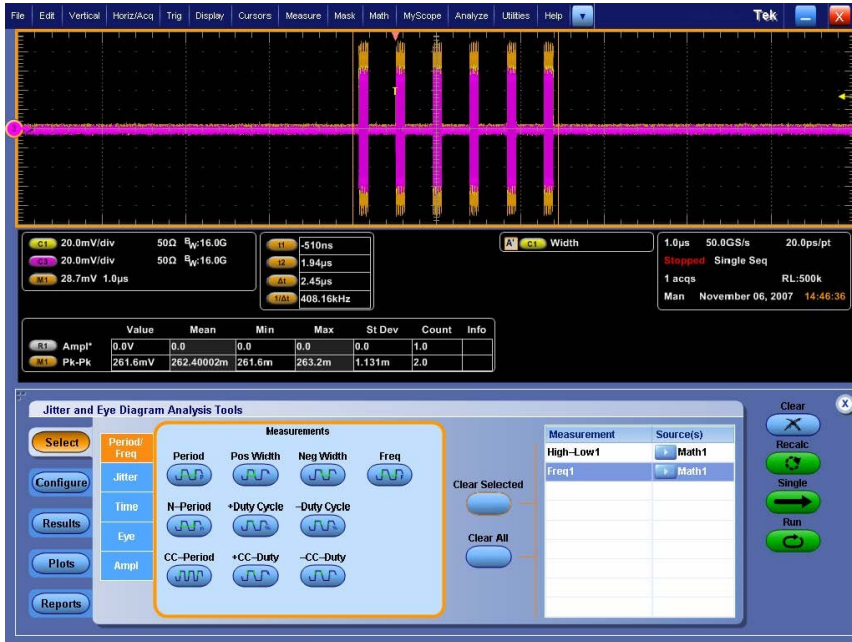 File Edit Vertical Horiz/Acq Trig Display Cursors Measure Mask Math MyScope Analyze Utilities Help Tek X
T
C1 20.0mV/div 50Ω BW:16.0G
C3 20.0mV/div 50Ω BW:16.0G
M1 28.7mV 1.0μs
t1 -510ns
t2 1.94μs
Δt 2.45μs
1/Δt 408.16kHz
A' C1 Width
1.0μs 50.0GS/s 20.0ps/pt
Stopped Single Seq
1 acqs RL:500k
Man November 06, 2007 14:46:36
Value Mean Min Max St Dev Count Info
R1 Ampl* 0.0V 0.0 0.0 0.0 0.0 1.0
M1 Pk-Pk 261.6mV 262.40002m 261.6m 263.2m 1.131m 2.0
Jitter and Eye Diagram Analysis Tools
Select
Configure
Results
Plots
Reports
Period/Freq
Jitter
Time
Eye
Ampl
Measurements
Period Pos Width Neg Width Freq
N–Period +Duty Cycle –Duty Cycle
CC–Period +CC–Duty –CC–Duty
Clear Selected
Clear All
Measurement Source(s)
High–Low1 Math1
Freq1 Math1
Clear X
Recalc
Single
Run